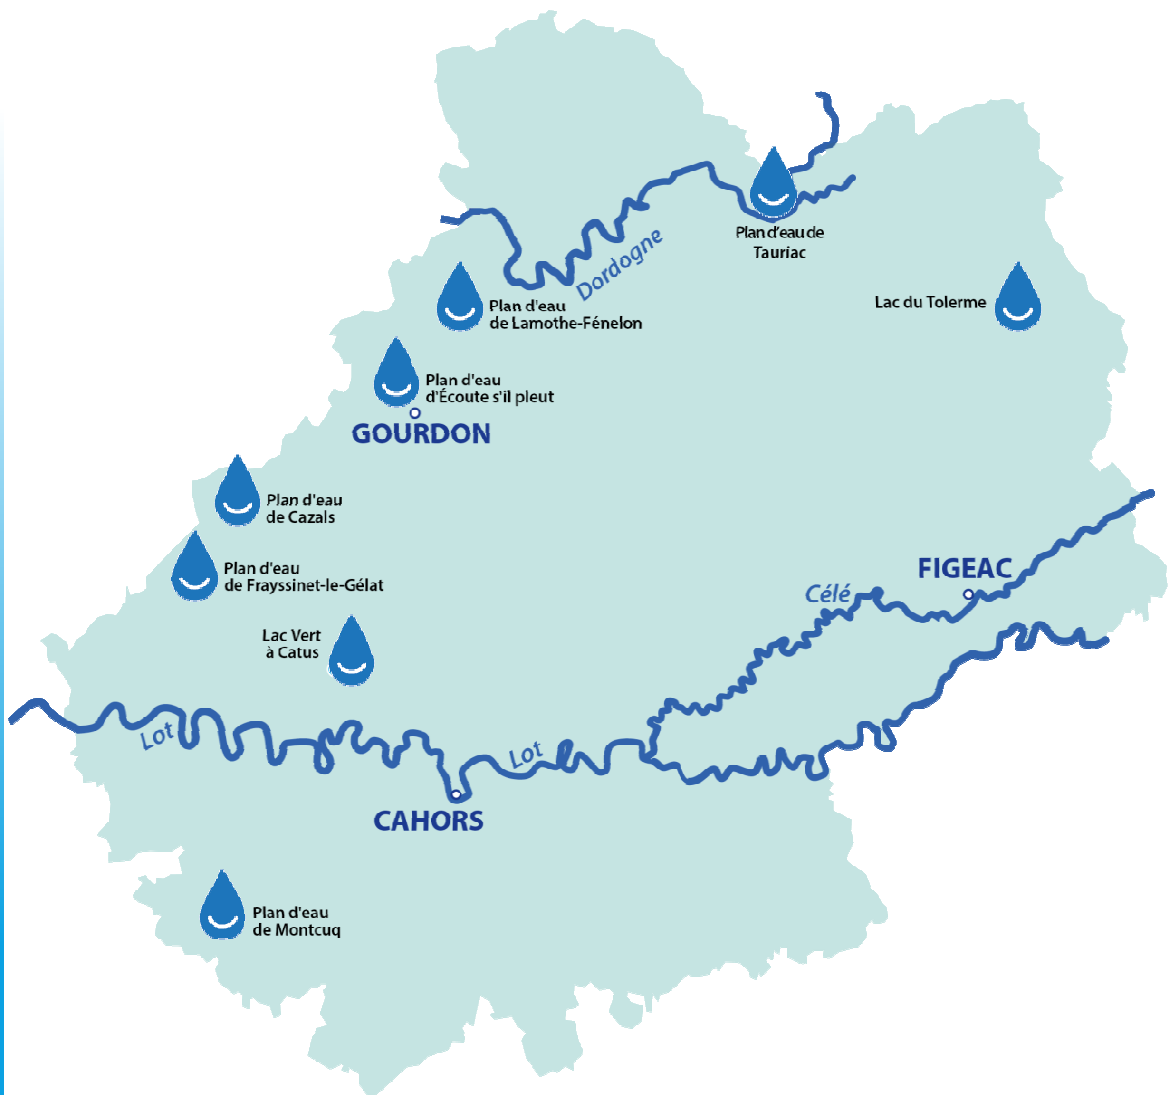 Plan d'eau de
Tauriac
Dordogne
Lac du Tolerme
Plan d'eau
de Lamothe-Fénelon
Plan d'eau
d'Écoute s'il pleut
GOURDON
Plan d'eau
de Cazals
Plan d'eau
de Frayssinet-le-Gélat
FIGEAC
Célé
Lac Vert
à Catus
Lot
Lot
CAHORS
Plan d'eau
de Montcuq